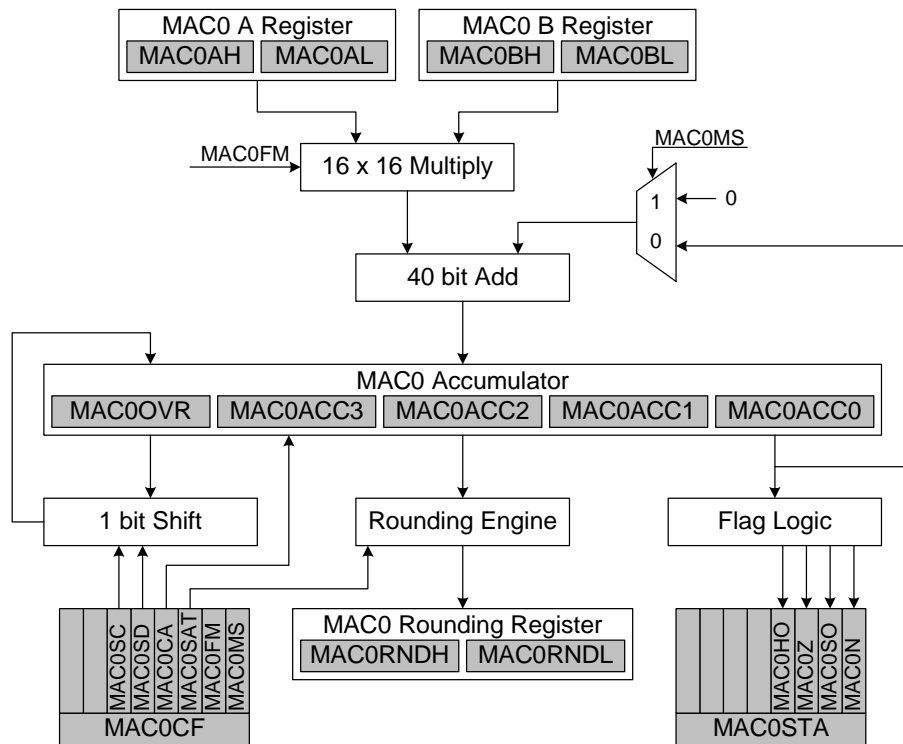 MAC0 A Register
MAC0AH MAC0AL
MAC0 B Register
MAC0BH MAC0BL
MAC0FM
16 x 16 Multiply
MAC0MS
1
0
0
40 bit Add
MAC0 Accumulator
MAC0OVR MAC0ACC3 MAC0ACC2 MAC0ACC1 MAC0ACC0
1 bit Shift
Rounding Engine
Flag Logic
MAC0SC
MAC0SD
MAC0CA
MAC0SAT
MAC0FM
MAC0MS
MAC0CF
MAC0 Rounding Register
MAC0RNDH MAC0RNDL
MAC0HO
MAC0Z
MAC0SO
MAC0N
MAC0STA